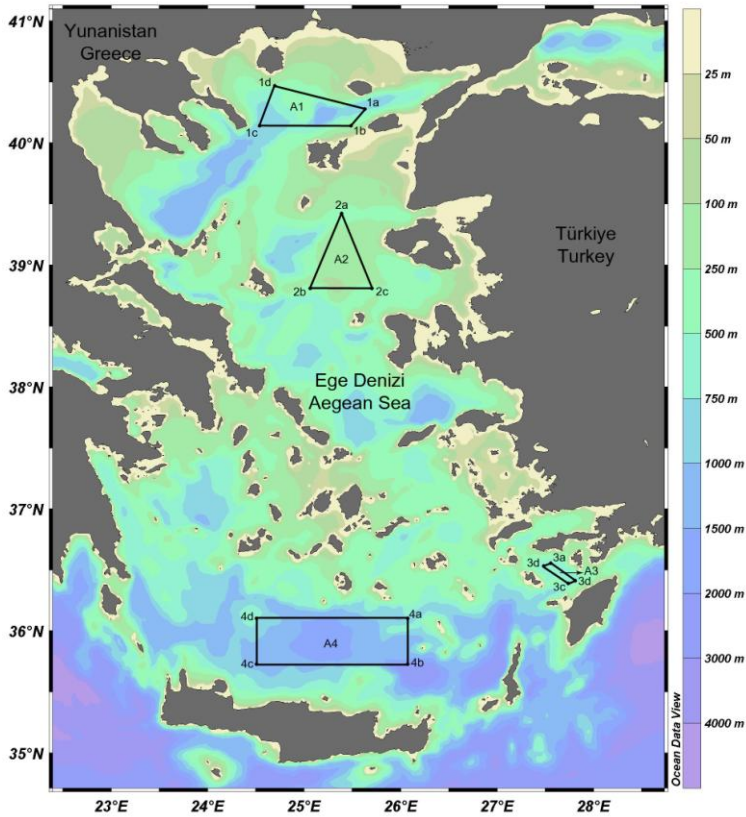 41°N
Yunanistan
Greece
25 m
1d
A1
1a
50 m
1c
1b
40°N
100 m
2a
Türkiye
Turkey
A2
39°N
250 m
2b
2c
500 m
38°N
Ege Denizi
Aegean Sea
750 m
1000 m
37°N
1500 m
3d
3a
A3
3c
3d
2000 m
4d
4a
36°N
A4
4c
4b
3000 m
4000 m
35°N
Ocean Data View
23°E
24°E
25°E
26°E
27°E
28°E